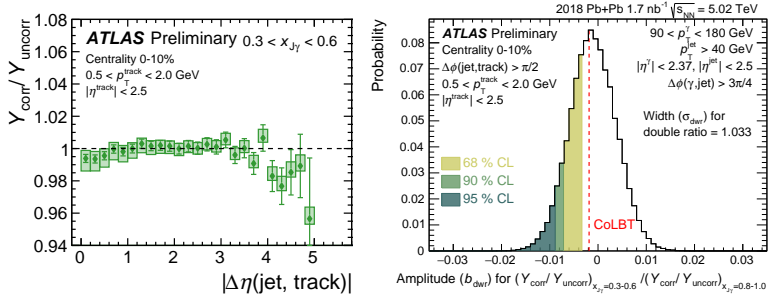 ATLAS Preliminary 0.3 < x_Jγ < 0.6
Centrality 0-10%
0.5 < p_T^track < 2.0 GeV
|η^track| < 2.5
Y_corr / Y_uncorr
1.08
1.06
1.04
1.02
1
0.98
0.96
0.94
0 1 2 3 4 5
|Δη(jet, track)|
2018 Pb+Pb 1.7 nb⁻¹ √s_NN = 5.02 TeV
ATLAS Preliminary
Centrality 0-10%
Δϕ(jet,track) > π/2
0.5 < p_T^track < 2.0 GeV
|η^track| < 2.5
90 < p_T^γ < 180 GeV
p_T^jet > 40 GeV
|η^γ| < 2.37, |η^jet| < 2.5
Δϕ(γ,jet) > 3π/4
Width (σ_dwr) for
double ratio = 1.033
68 % CL
90 % CL
95 % CL
CoLBT
Probability
0.08
0.07
0.06
0.05
0.04
0.03
0.02
0.01
0
−0.03 −0.02 −0.01 0 0.01 0.02 0.03
Amplitude (b_dwr) for (Y_corr/ Y_uncorr)_x_Jγ=0.3-0.6 /(Y_corr/ Y_uncorr)_x_Jγ=0.8-1.0